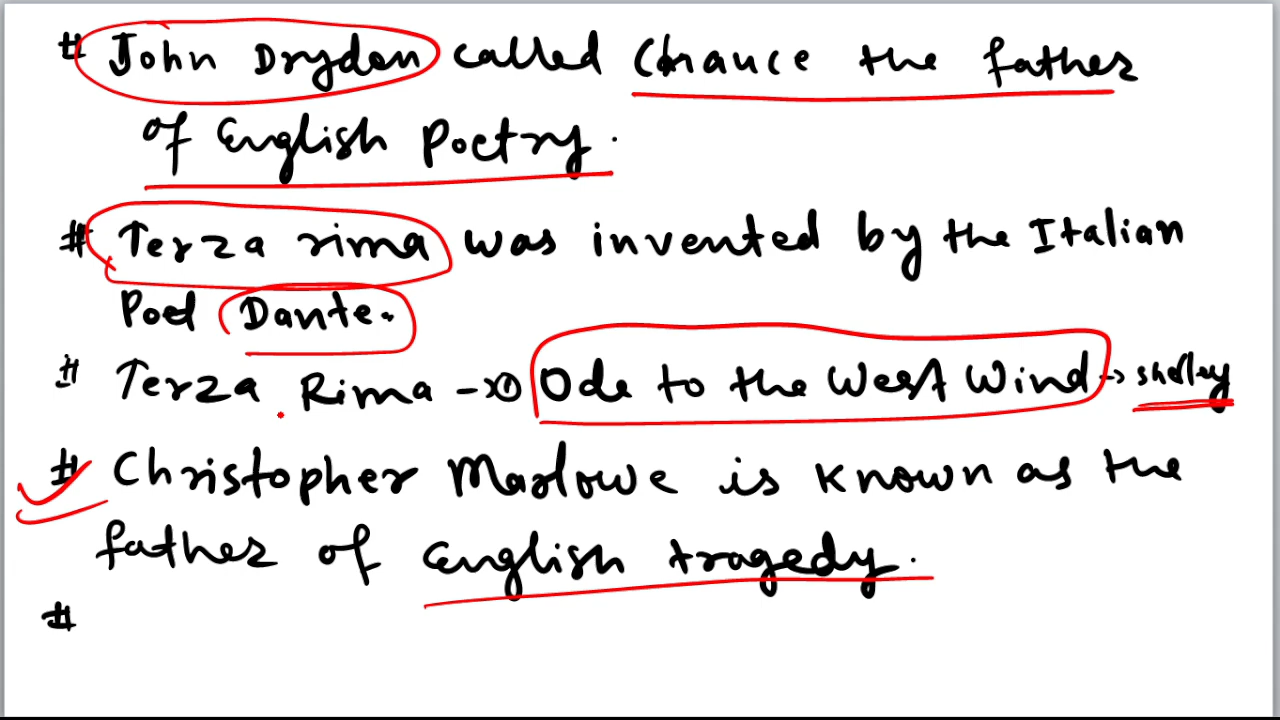 # John Dryden called Chauce the father
of English Poetry.
# Terza rima was invented by the Italian
Poet Dante.
# Terza Rima → ① Ode to the West Wind → Shelley
# Christopher Marlowe is known as the
father of English tragedy.
#